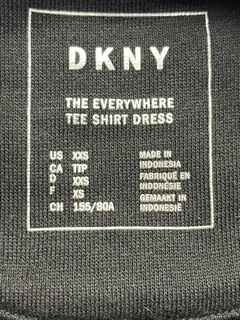 DKNY
THE EVERYWHERE
TEE SHIRT DRESS
US XXS MADE IN
CA TTP INDONESIA
D XXS FABRIQUÉ EN
F XS INDONÉSIE
CH 155/80A GEMAAKT IN
INDONESIË